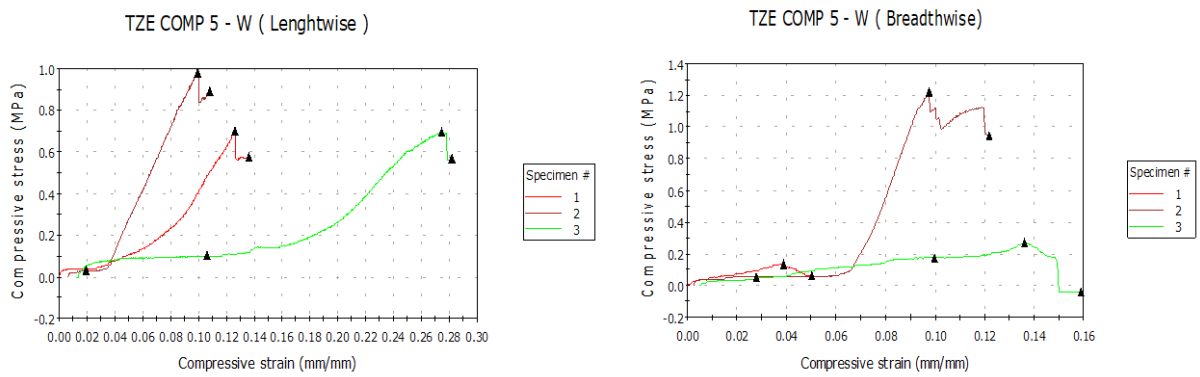 TZE COMP 5 - W ( Lenghtwise )
Compressive stress (MPa)
1.0
0.8
0.6
0.4
0.2
0.0
-0.2
0.00 0.02 0.04 0.06 0.08 0.10 0.12 0.14 0.16 0.18 0.20 0.22 0.24 0.26 0.28 0.30
Compressive strain (mm/mm)
Specimen #
1
2
3
TZE COMP 5 - W ( Breadthwise)
Compressive stress (MPa)
1.4
1.2
1.0
0.8
0.6
0.4
0.2
0.0
-0.2
0.00 0.02 0.04 0.06 0.08 0.10 0.12 0.14 0.16
Compressive strain (mm/mm)
Specimen #
1
2
3